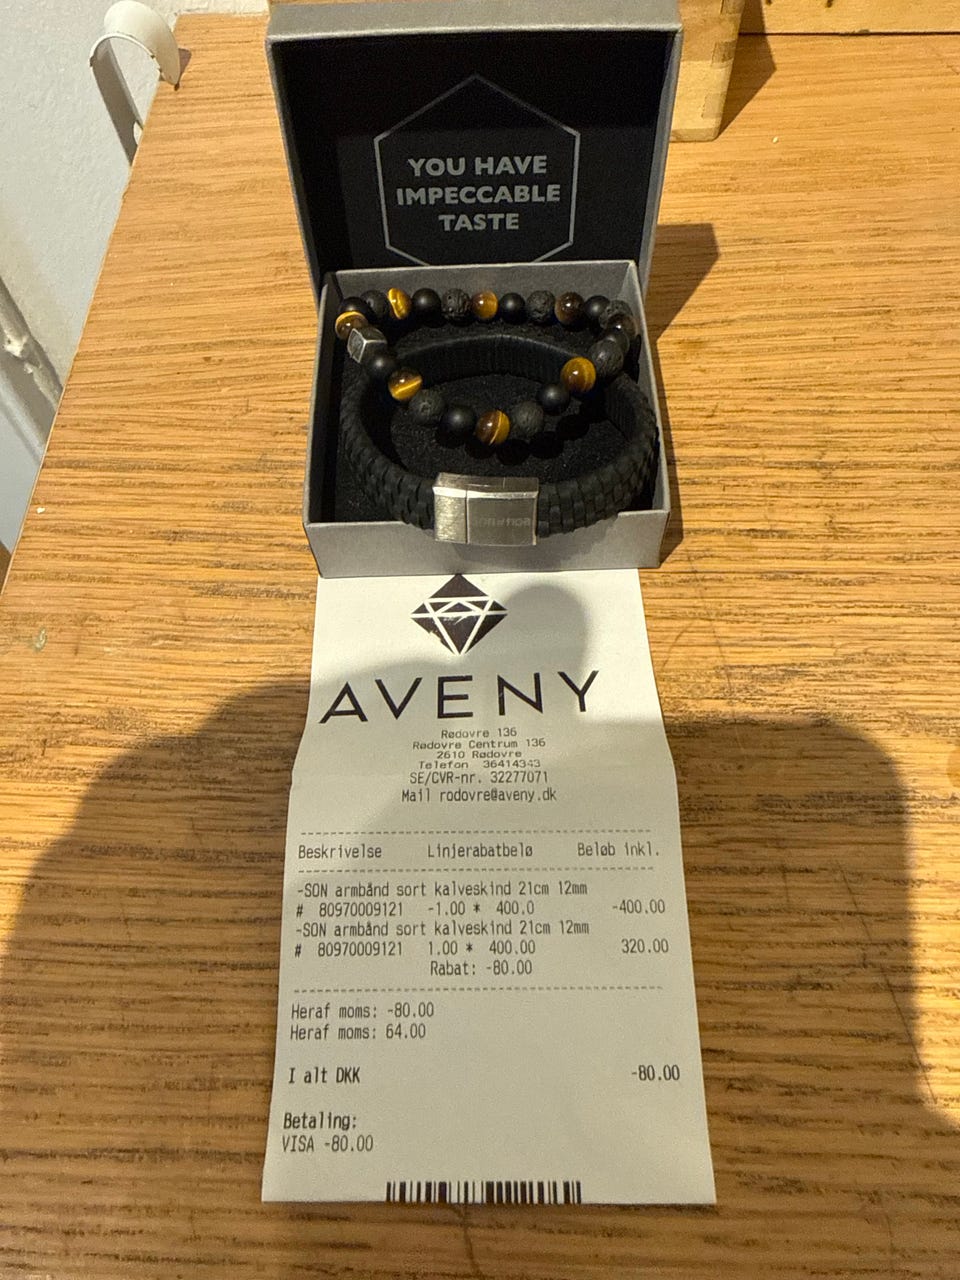 YOU HAVE
IMPECCABLE
TASTE
AVENY
Rødovre 136
Rødovre Centrum 136
2610 Rødovre
Telefon 36414343
SE/CVR-nr. 32277071
Mail rodovre@aveny.dk
Beskrivelse Linjerabatbelø Beløb inkl.
-SON armbånd sort kalveskind 21cm 12mm
# 80970009121 -1.00 * 400.0 -400.00
-SON armbånd sort kalveskind 21cm 12mm
# 80970009121 1.00 * 400.00 320.00
Rabat: -80.00
Heraf moms: -80.00
Heraf moms: 64.00
I alt DKK -80.00
Betaling:
VISA -80.00